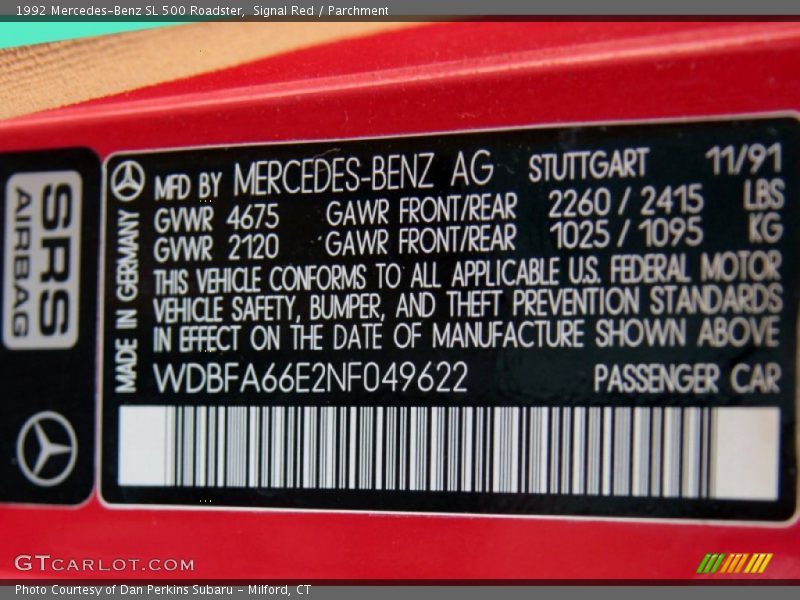 1992 Mercedes-Benz SL 500 Roadster,  Signal Red / Parchment
SRS
AIRBAG
MADE IN GERMANY
MFD BY MERCEDES-BENZ AG STUTTGART 11/91
GVWR 4675 GAWR FRONT/REAR 2260 / 2415 LBS
GVWR 2120 GAWR FRONT/REAR 1025 / 1095 KG
THIS VEHICLE CONFORMS TO ALL APPLICABLE U.S. FEDERAL MOTOR
VEHICLE SAFETY, BUMPER, AND THEFT PREVENTION STANDARDS
IN EFFECT ON THE DATE OF MANUFACTURE SHOWN ABOVE
WDBFA66E2NF049622 PASSENGER CAR
GTCARLOT.COM
Photo Courtesy of Dan Perkins Subaru - Milford, CT